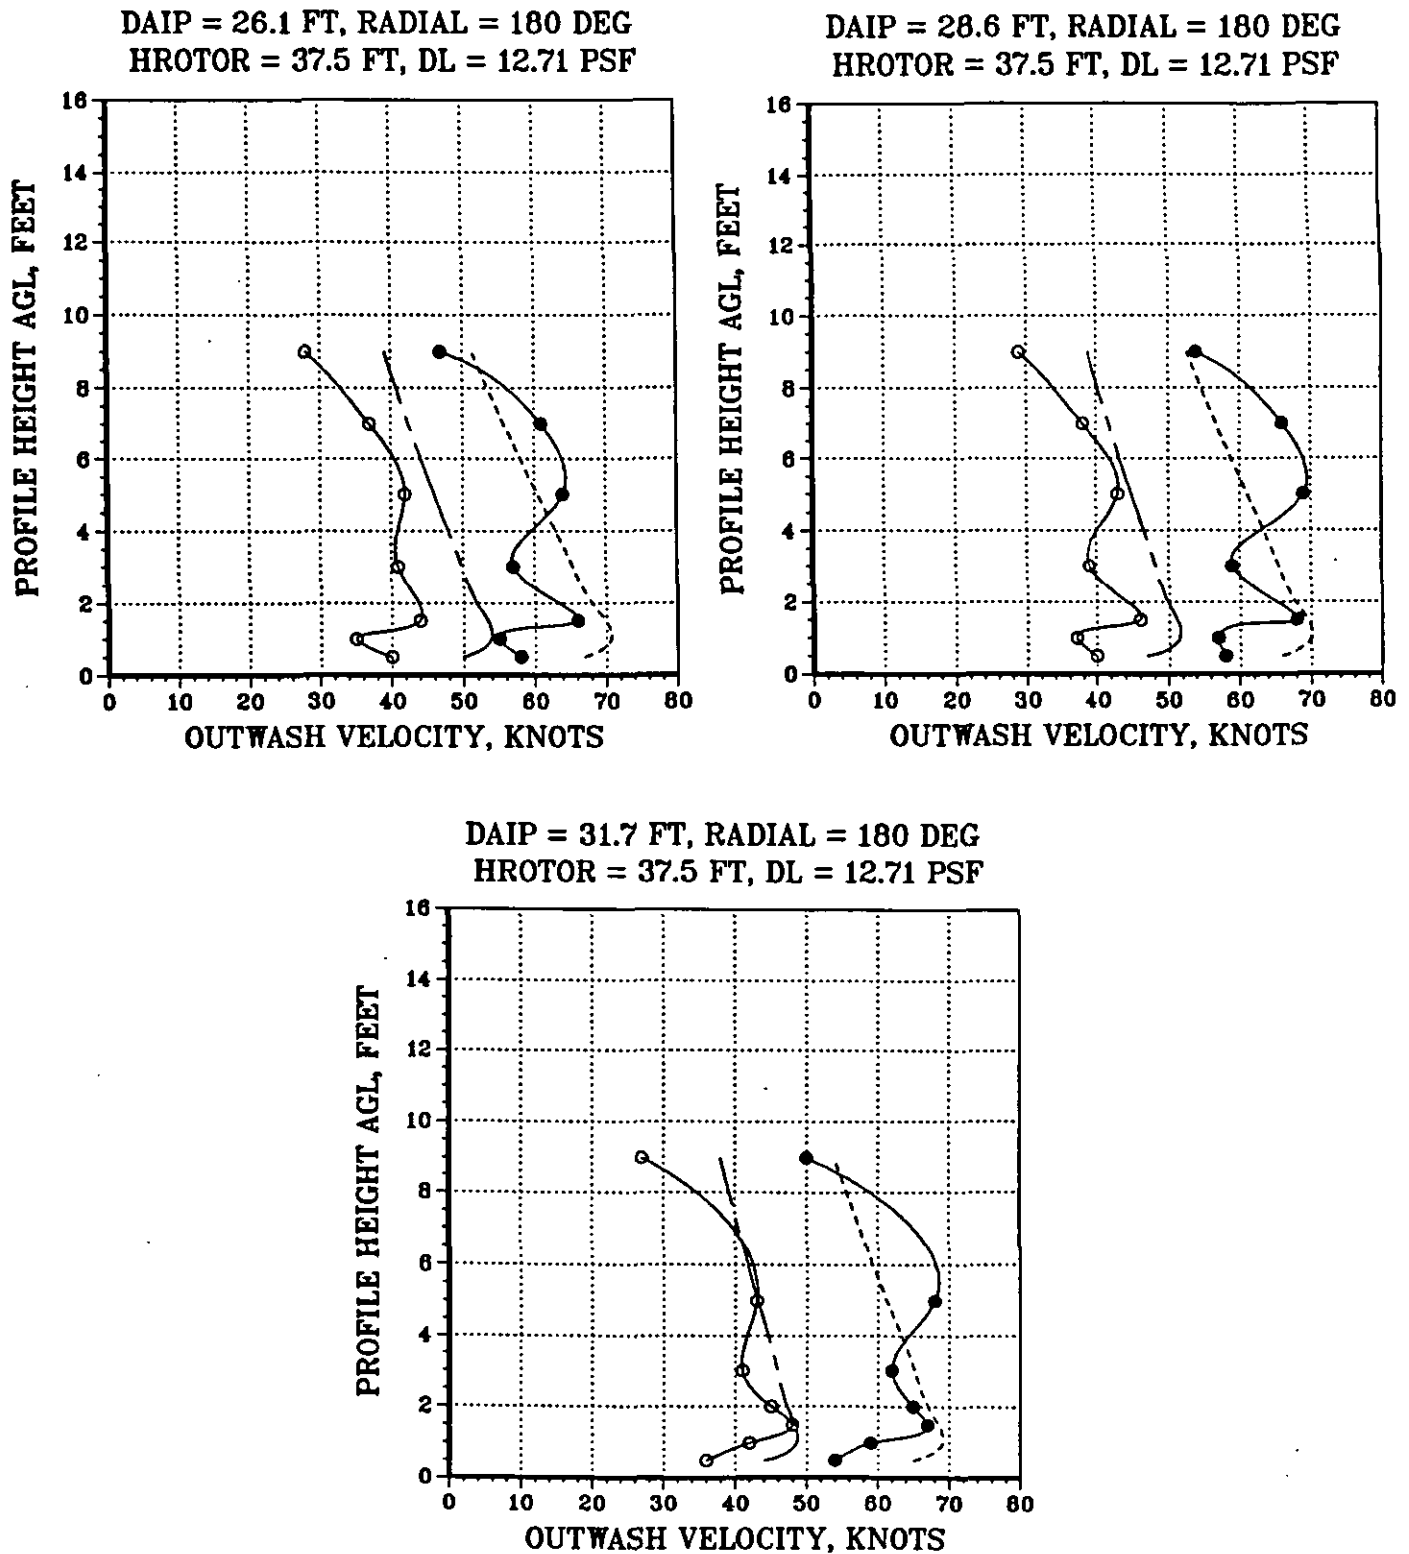 DAIP = 26.1 FT, RADIAL = 180 DEG
HROTOR = 37.5 FT, DL = 12.71 PSF
PROFILE HEIGHT AGL, FEET
16
14
12
10
8
6
4
2
0
0 10 20 30 40 50 60 70 80
OUTWASH VELOCITY, KNOTS
DAIP = 28.6 FT, RADIAL = 180 DEG
HROTOR = 37.5 FT, DL = 12.71 PSF
PROFILE HEIGHT AGL, FEET
16
14
12
10
8
6
4
2
0
0 10 20 30 40 50 60 70 80
OUTWASH VELOCITY, KNOTS
DAIP = 31.7 FT, RADIAL = 180 DEG
HROTOR = 37.5 FT, DL = 12.71 PSF
PROFILE HEIGHT AGL, FEET
16
14
12
10
8
6
4
2
0
0 10 20 30 40 50 60 70 80
OUTWASH VELOCITY, KNOTS